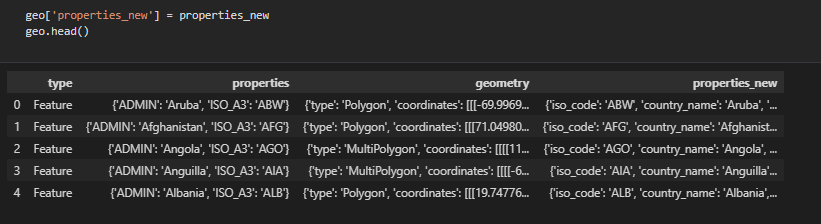 geo['properties_new'] = properties_new
geo.head()
type properties geometry properties_new
0 Feature {'ADMIN': 'Aruba', 'ISO_A3': 'ABW'} {'type': 'Polygon', 'coordinates': [[[-69.9969... {'iso_code': 'ABW', 'country_name': 'Aruba', '...
1 Feature {'ADMIN': 'Afghanistan', 'ISO_A3': 'AFG'} {'type': 'Polygon', 'coordinates': [[[71.04980... {'iso_code': 'AFG', 'country_name': 'Afghanist...
2 Feature {'ADMIN': 'Angola', 'ISO_A3': 'AGO'} {'type': 'MultiPolygon', 'coordinates': [[[[11... {'iso_code': 'AGO', 'country_name': 'Angola', ...
3 Feature {'ADMIN': 'Anguilla', 'ISO_A3': 'AIA'} {'type': 'MultiPolygon', 'coordinates': [[[[-6... {'iso_code': 'AIA', 'country_name': 'Anguilla'...
4 Feature {'ADMIN': 'Albania', 'ISO_A3': 'ALB'} {'type': 'Polygon', 'coordinates': [[[19.74776... {'iso_code': 'ALB', 'country_name': 'Albania',...